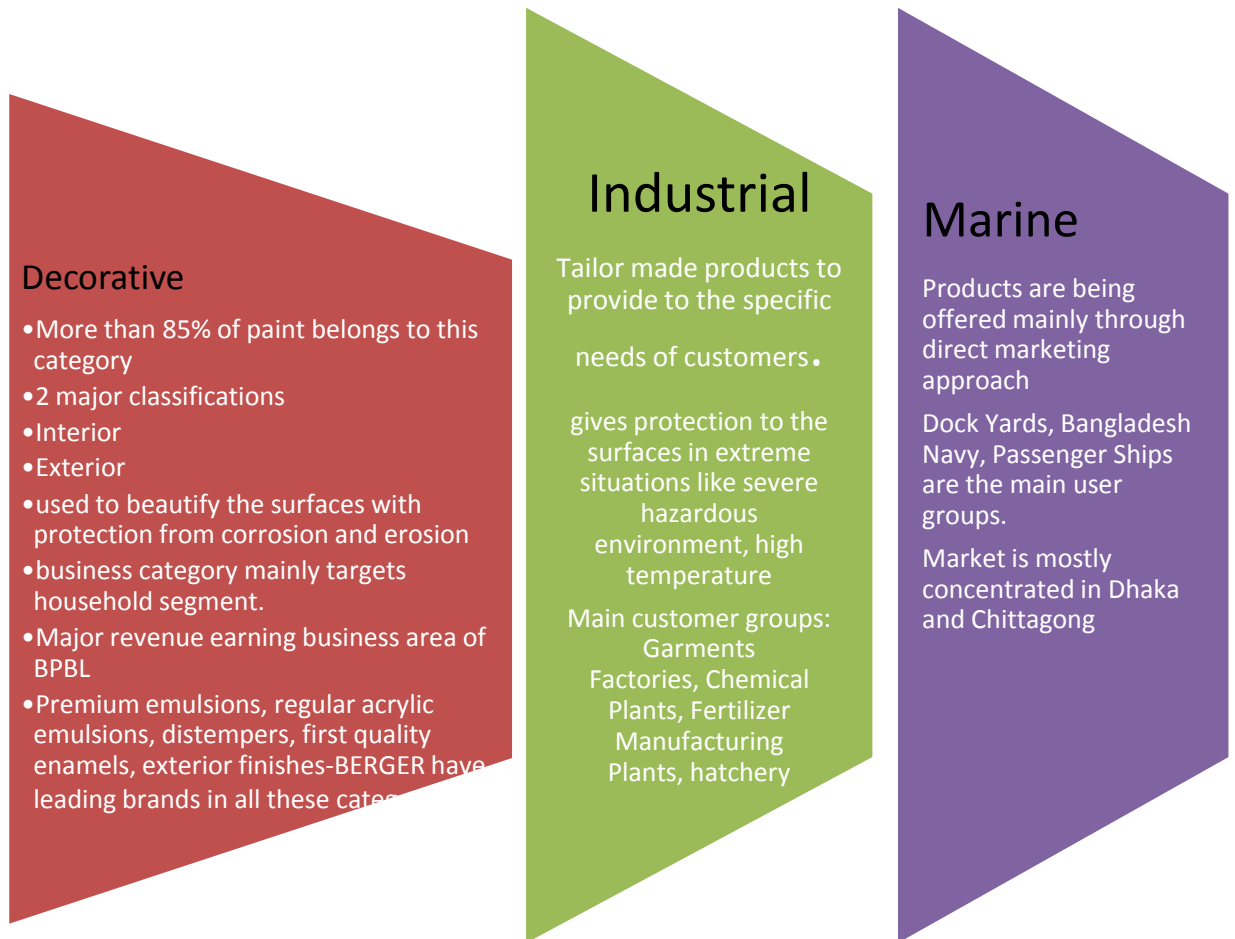 Decorative
•More than 85% of paint belongs to this
category
•2 major classifications
•Interior
•Exterior
•used to beautify the surfaces with
protection from corrosion and erosion
•business category mainly targets
household segment.
•Major revenue earning business area of
BPBL
•Premium emulsions, regular acrylic
emulsions, distempers, first quality
enamels, exterior finishes-BERGER have
leading brands in all these
Industrial
Tailor made products to
provide to the specific
needs of customers.
gives protection to the
surfaces in extreme
situations like severe
hazardous
environment, high
temperature
Main customer groups:
Garments
Factories, Chemical
Plants, Fertilizer
Manufacturing
Plants, hatchery
Marine
Products are being
offered mainly through
direct marketing
approach
Dock Yards, Bangladesh
Navy, Passenger Ships
are the main user
groups.
Market is mostly
concentrated in Dhaka
and Chittagong